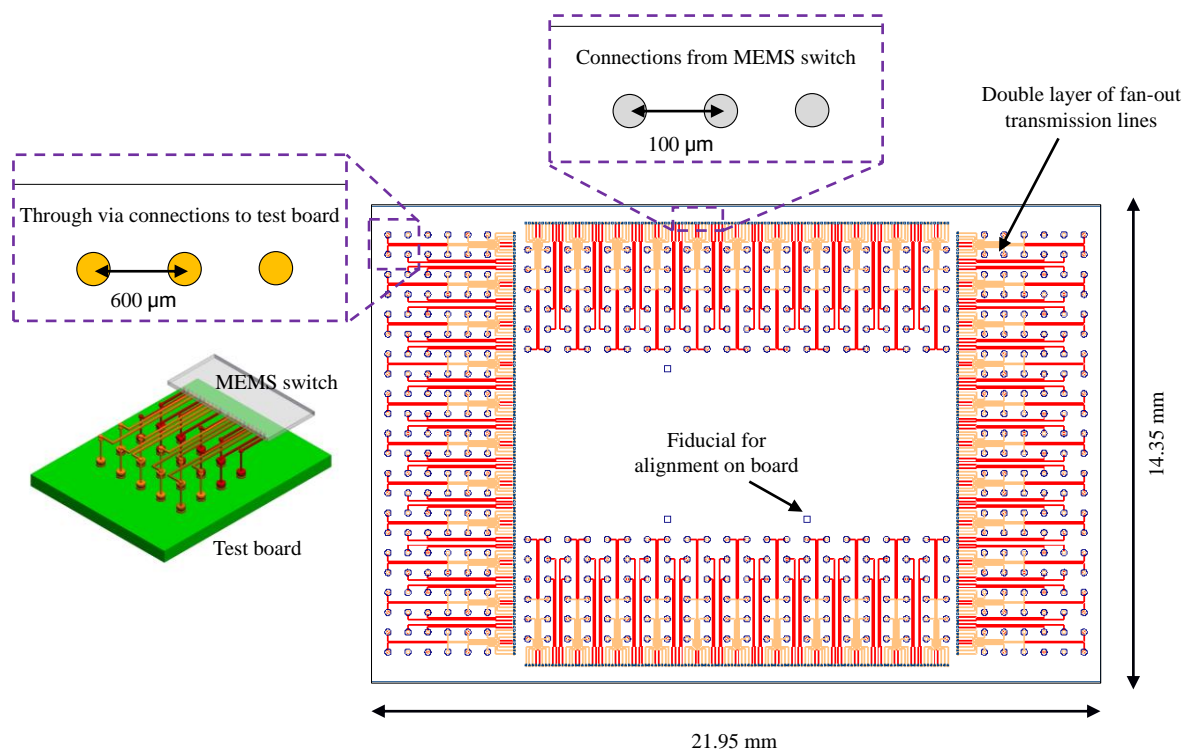 Connections from MEMS switch
100 µm
Double layer of fan-out
transmission lines
Through via connections to test board
600 µm
MEMS switch
Test board
Fiducial for
alignment on board
14.35 mm
21.95 mm